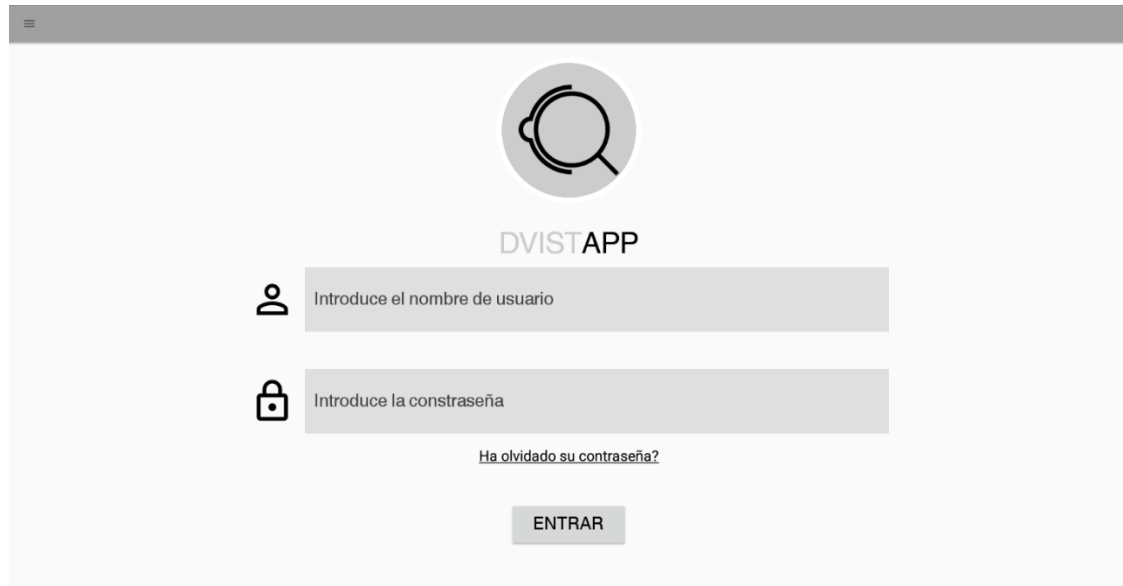 DVISTAPP
Introduce el nombre de usuario
Introduce la constraseña
Ha olvidado su contraseña?
ENTRAR